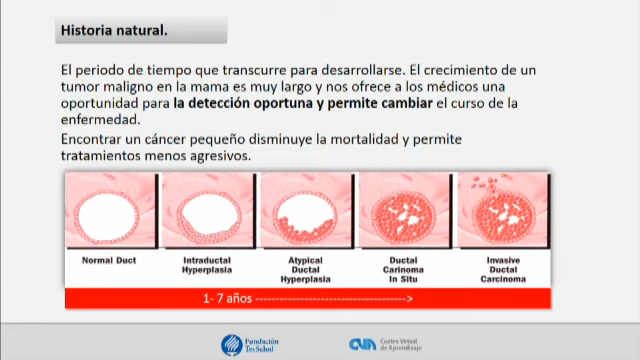 Historia natural.
El periodo de tiempo que transcurre para desarrollarse. El crecimiento de un
tumor maligno en la mama es muy largo y nos ofrece a los médicos una
oportunidad para la detección oportuna y permite cambiar el curso de la
enfermedad.
Encontrar un cáncer pequeño disminuye la mortalidad y permite
tratamientos menos agresivos.
Normal Duct
Intraductal
Hyperplasia
Atypical
Ductal
Hyperplasia
Ductal
Carinoma
In Situ
Invasive
Ductal
Carcinoma
1- 7 años ------------------------------------->
Fundación
TecSalud
CVA Centro Virtual
de Aprendizaje